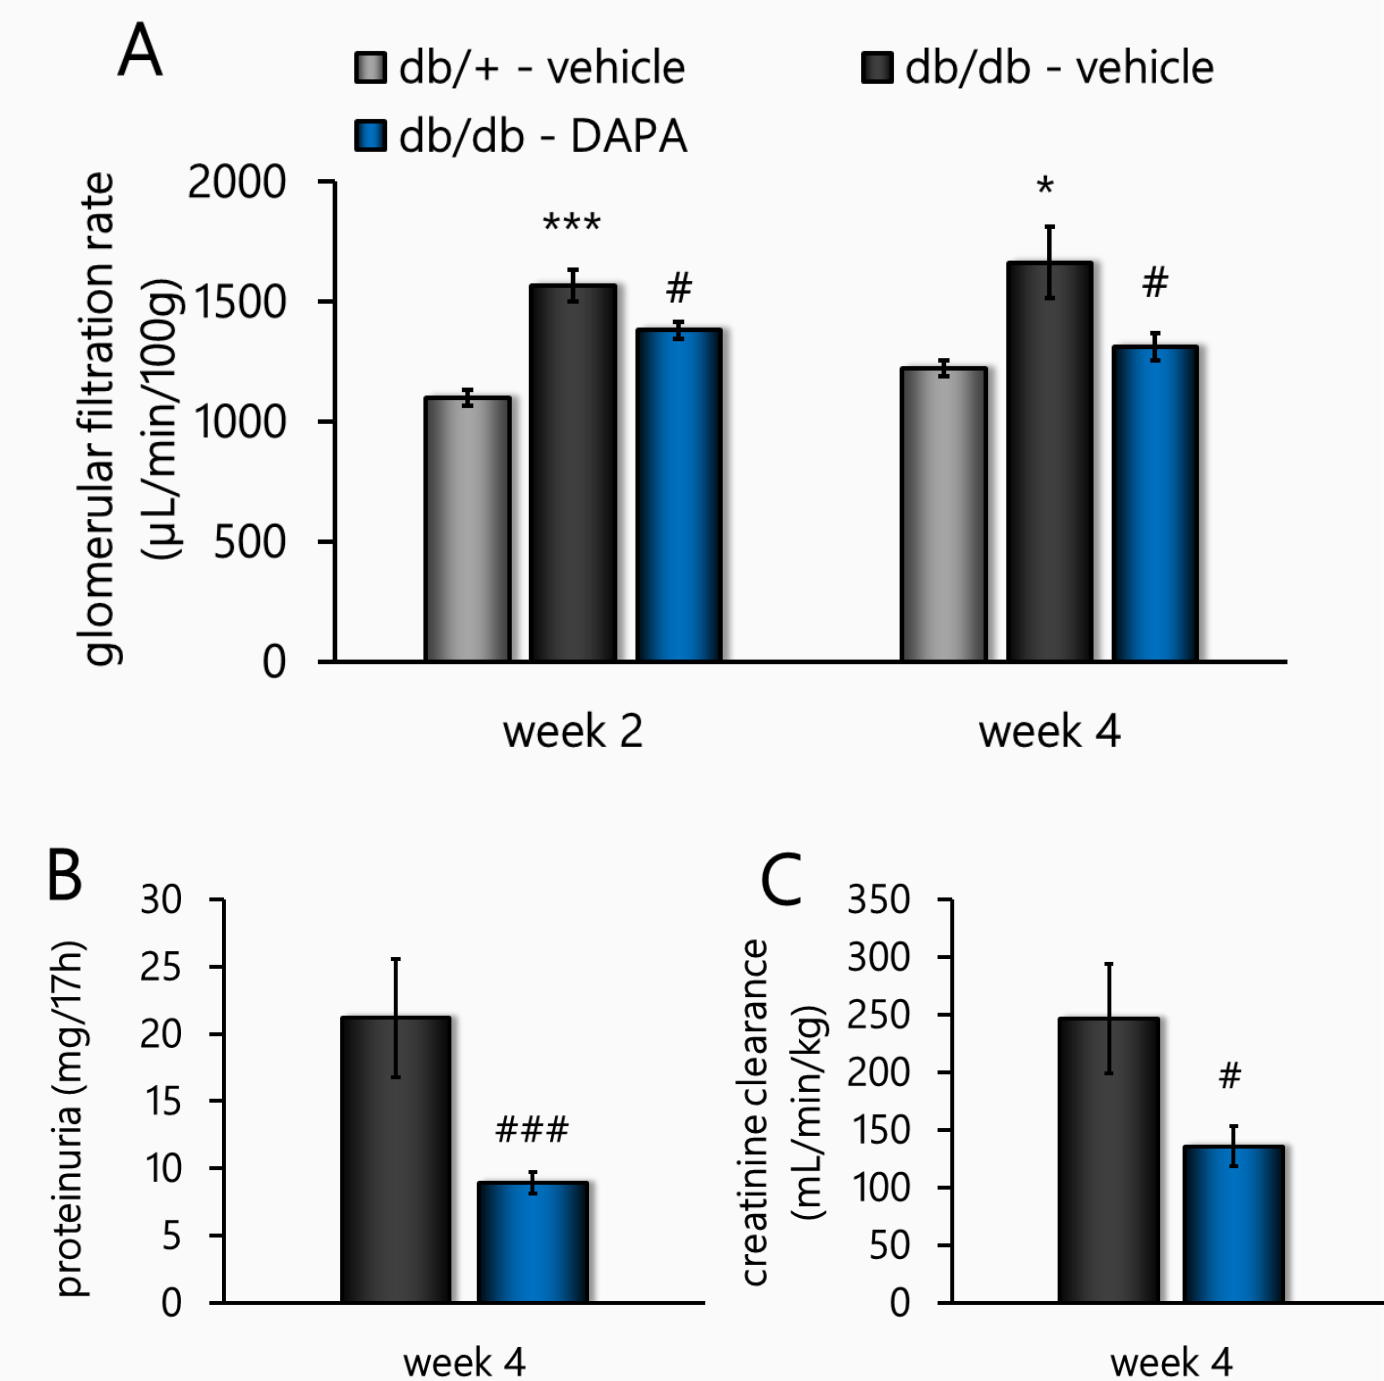 A
db/+ - vehicle
db/db - vehicle
db/db - DAPA
glomerular filtration rate
(µL/min/100g)
2000
1500
1000
500
0
***
#
*
#
week 2
week 4
B
proteinuria (mg/17h)
30
25
20
15
10
5
0
###
week 4
C
creatinine clearance
(mL/min/kg)
350
300
250
200
150
100
50
0
#
week 4